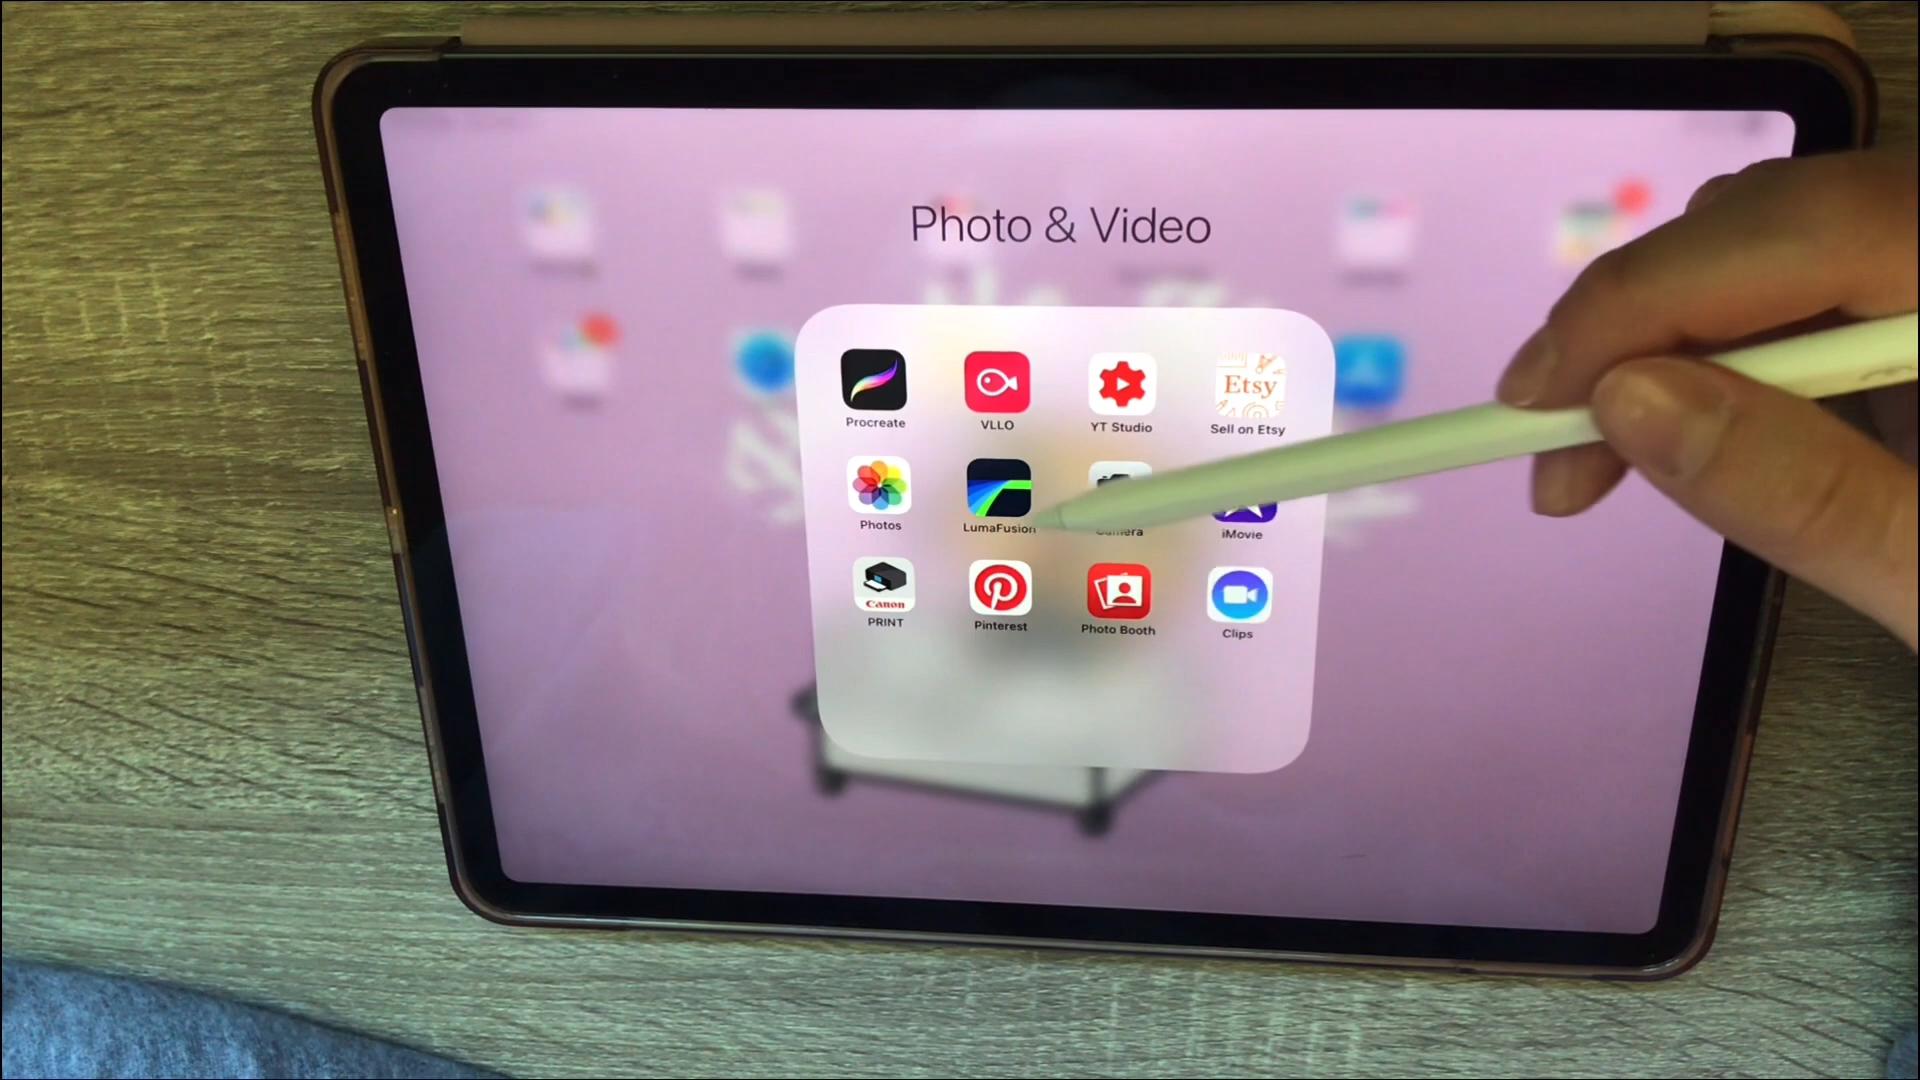 Photo & Video
Etsy
Procreate
VLLO
YT Studio
Sell on Etsy
Photos
LumaFusion
Camera
iMovie
Canon
PRINT
Pinterest
Photo Booth
Clips